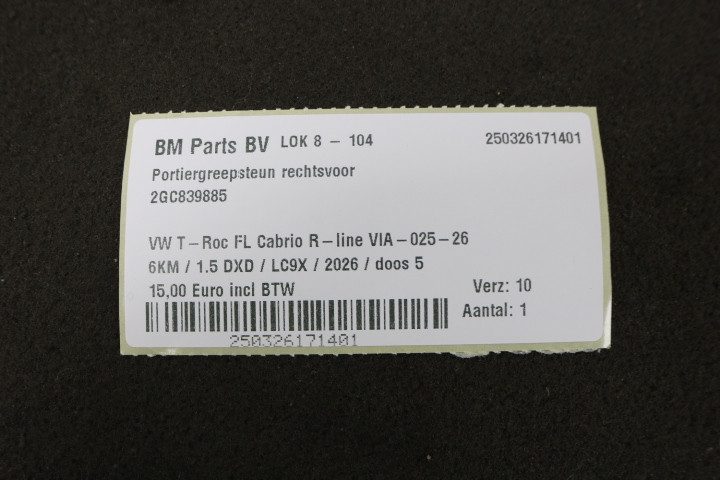 BM Parts BV LOK 8 - 104 250326171401
Portiergreepsteun rechtsvoor
2GC839885
VW T-Roc FL Cabrio R-line VIA-025-26
6KM / 1.5 DXD / LC9X / 2026 / doos 5
15,00 Euro incl BTW Verz: 10
Aantal: 1
250326171401